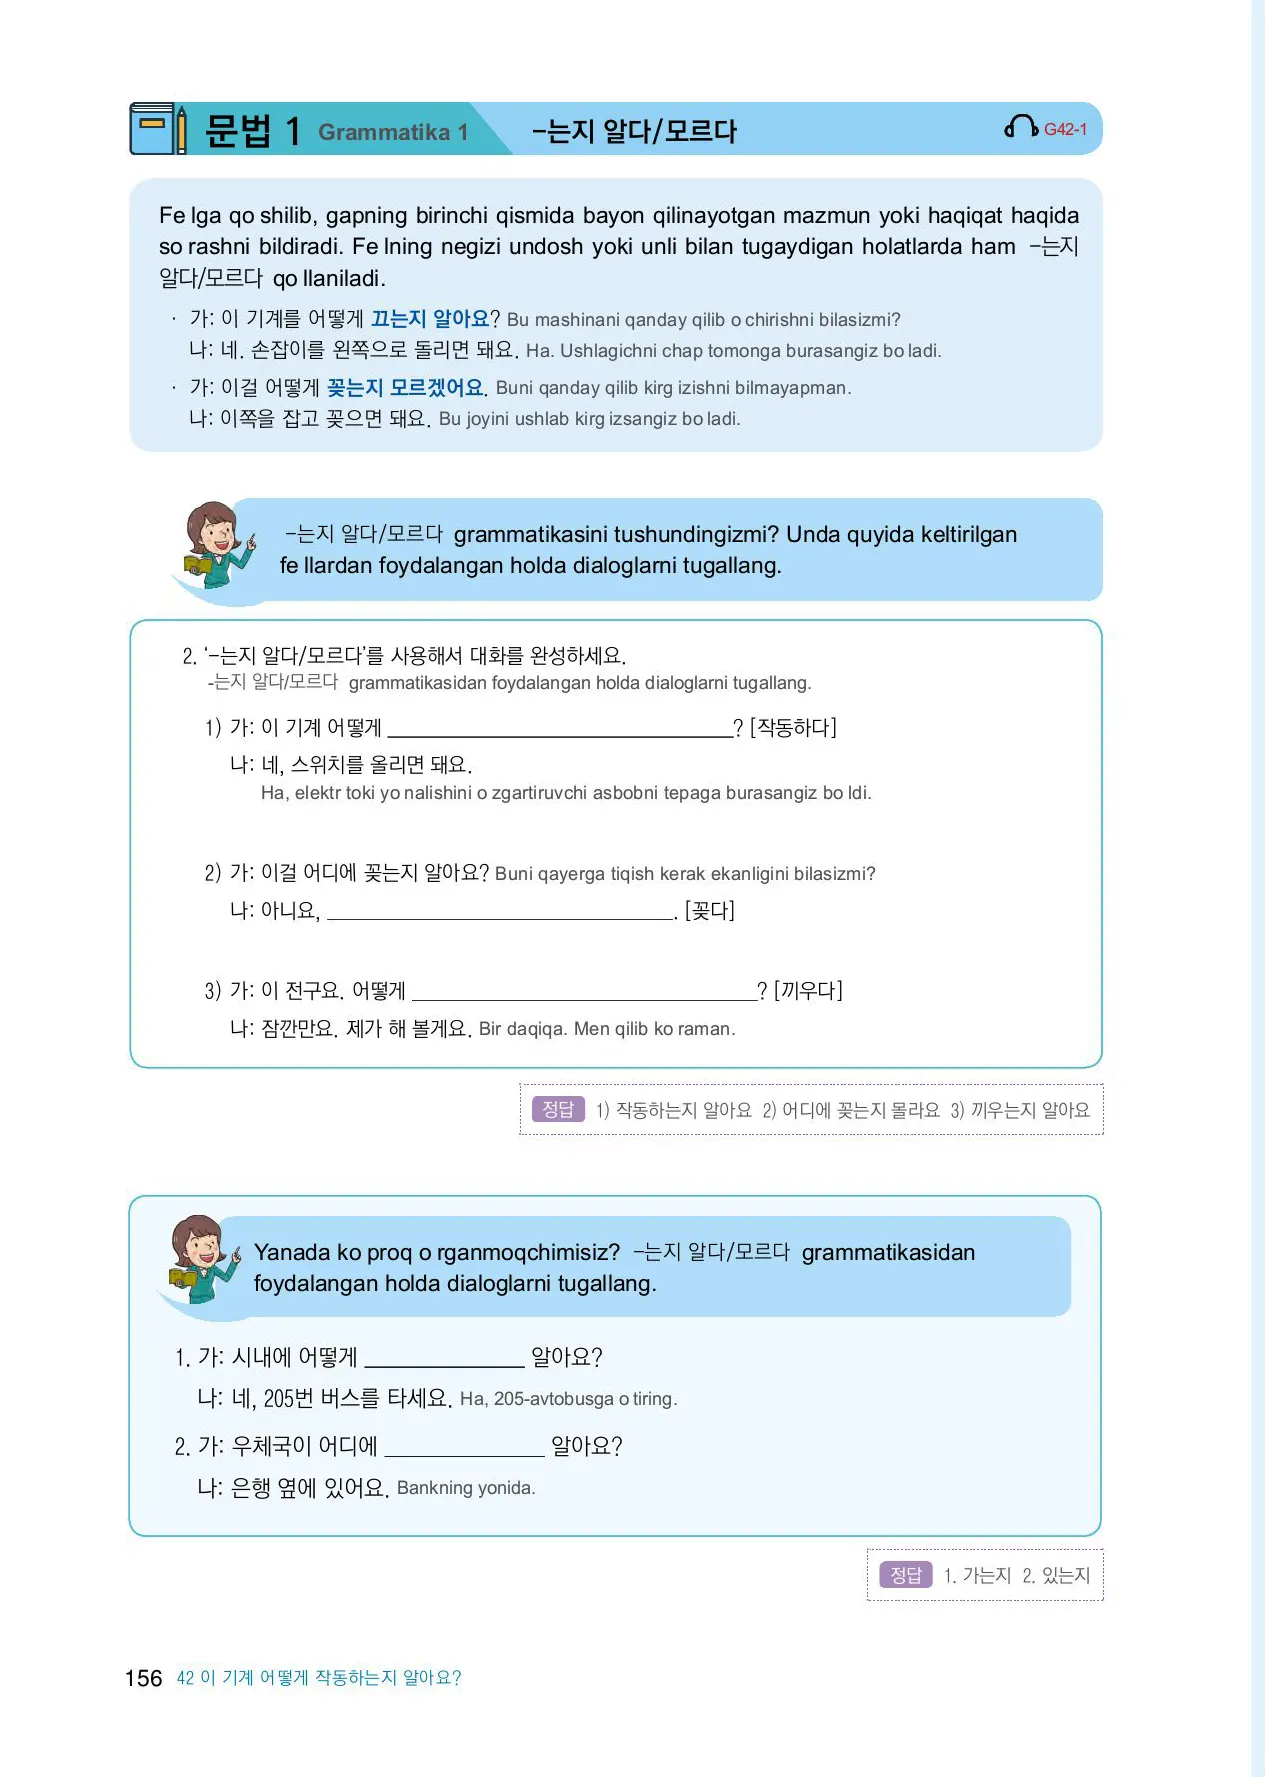 문법 1 Grammatika 1 –는지 알다/모르다 G42-1
Fe lga qo shilib, gapning birinchi qismida bayon qilinayotgan mazmun yoki haqiqat haqida
so rashni bildiradi. Fe lning negizi undosh yoki unli bilan tugaydigan holatlarda ham –는지
알다/모르다 qo llaniladi.
· 가: 이 기계를 어떻게 끄는지 알아요? Bu mashinani qanday qilib o chirishni bilasizmi?
나: 네. 손잡이를 왼쪽으로 돌리면 돼요. Ha. Ushlagichni chap tomonga burasangiz bo ladi.
· 가: 이걸 어떻게 꽂는지 모르겠어요. Buni qanday qilib kirg izishni bilmayapman.
나: 이쪽을 잡고 꽂으면 돼요. Bu joyini ushlab kirg izsangiz bo ladi.
–는지 알다/모르다 grammatikasini tushundingizmi? Unda quyida keltirilgan
fe llardan foydalangan holda dialoglarni tugallang.
2. ‘–는지 알다/모르다’를 사용해서 대화를 완성하세요.
-는지 알다/모르다 grammatikasidan foydalangan holda dialoglarni tugallang.
1) 가: 이 기계 어떻게 ______________________________? [작동하다]
나: 네, 스위치를 올리면 돼요.
Ha, elektr toki yo nalishini o zgartiruvchi asbobni tepaga burasangiz bo ldi.
2) 가: 이걸 어디에 꽂는지 알아요? Buni qayerga tiqish kerak ekanligini bilasizmi?
나: 아니요, ______________________________. [꽂다]
3) 가: 이 전구요. 어떻게 ______________________________? [끼우다]
나: 잠깐만요. 제가 해 볼게요. Bir daqiqa. Men qilib ko raman.
정답 1) 작동하는지 알아요 2) 어디에 꽂는지 몰라요 3) 끼우는지 알아요
Yanada ko proq o rganmoqchimisiz? –는지 알다/모르다 grammatikasidan
foydalangan holda dialoglarni tugallang.
1. 가: 시내에 어떻게 ______________ 알아요?
나: 네, 205번 버스를 타세요. Ha, 205-avtobusga o tiring.
2. 가: 우체국이 어디에 ______________ 알아요?
나: 은행 옆에 있어요. Bankning yonida.
정답 1. 가는지 2. 있는지
156 42 이 기계 어떻게 작동하는지 알아요?